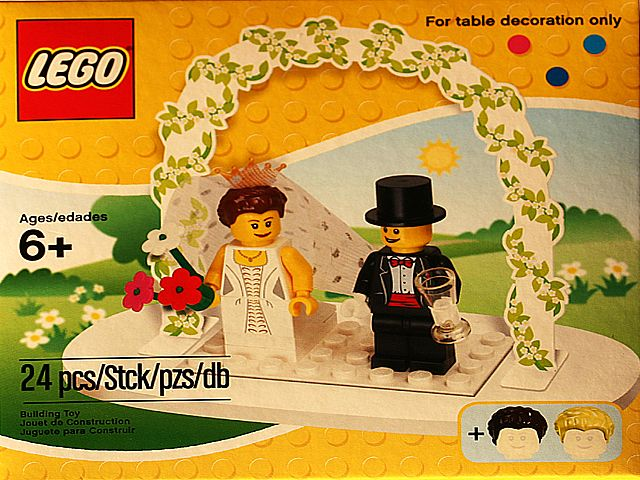 LEGO
For table decoration only
Ages/edades
6+
24 pcs/Stck/pzs/db
Building Toy
Jouet de Construction
Juguete para Construir
+